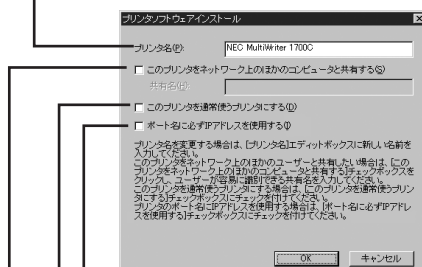 プリンタソフトウェアインストール
プリンタ名(P): NEC MultiWriter 1700C
このプリンタをネットワーク上のほかのコンピュータと共有する(S)
共有名(H):
このプリンタを通常使うプリンタにする(D)
ポート名に必ずIPアドレスを使用する(I)
プリンタ名を変更する場合は、[プリンタ名]エディットボックスに新しい名前を
入力してください。
このプリンタをネットワーク上のほかのユーザーと共有したい場合は、[この
プリンタをネットワーク上のほかのコンピュータと共有する]チェックボックスを
クリックし、ユーザーが容易に識別できる共有名を入力してください。
このプリンタを通常使うプリンタにする場合は、[このプリンタを通常使うプリン
タにする]チェックボックスにチェックを付けてください。
プリンタのポート名にIPアドレスを使用する場合は、[ポート名に必ずIPアドレ
スを使用する]チェックボックスにチェックを付けてください。
OK キャンセル